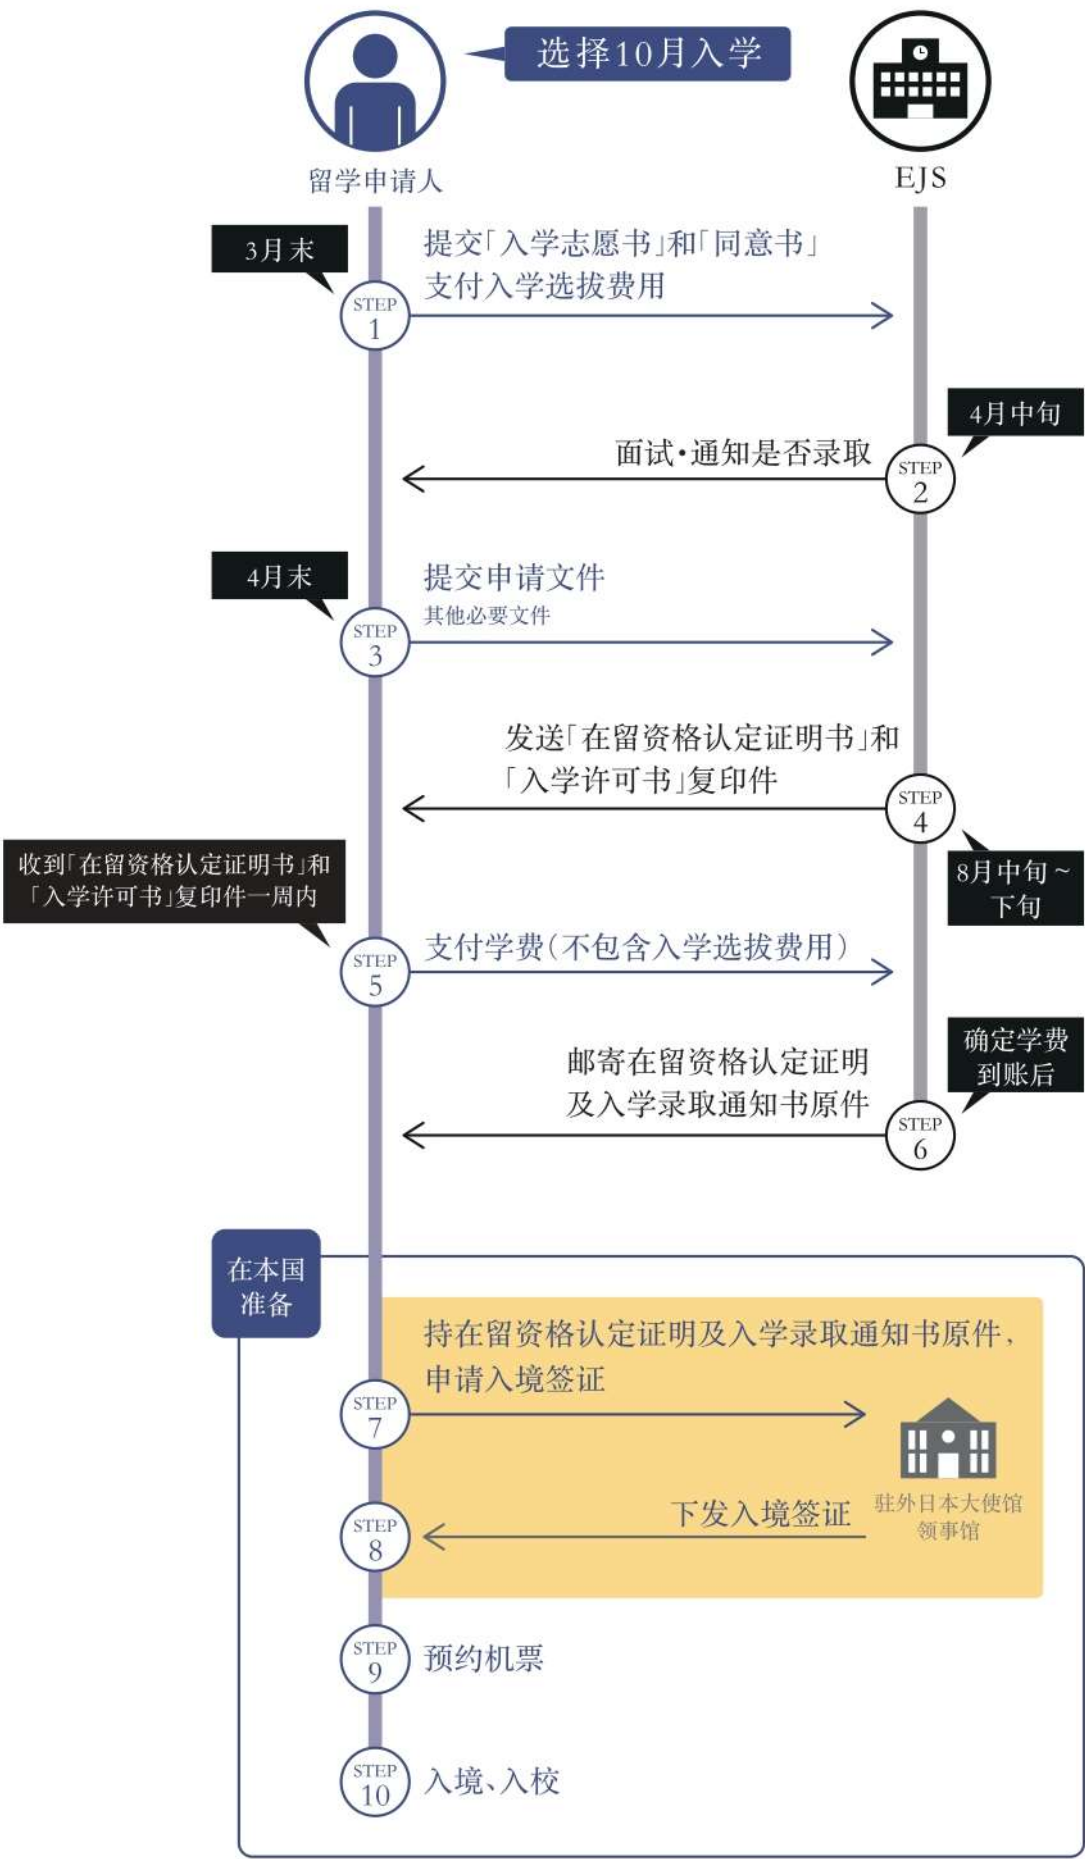 选择10月入学
留学申请人
EJS
3月末
提交「入学志愿书」和「同意书」
支付入学选拔费用
STEP
1
4月中旬
面试·通知是否录取
STEP
2
4月末
提交申请文件
其他必要文件
STEP
3
发送「在留资格认定证明书」和
「入学许可书」复印件
STEP
4
8月中旬~
下旬
收到「在留资格认定证明书」和
「入学许可书」复印件一周内
支付学费(不包含入学选拔费用)
STEP
5
确定学费
到账后
邮寄在留资格认定证明
及入学录取通知书原件
STEP
6
在本国
准备
持在留资格认定证明及入学录取通知书原件,
申请入境签证
STEP
7
驻外日本大使馆
领事馆
下发入境签证
STEP
8
STEP
9
预约机票
STEP
10
入境、入校